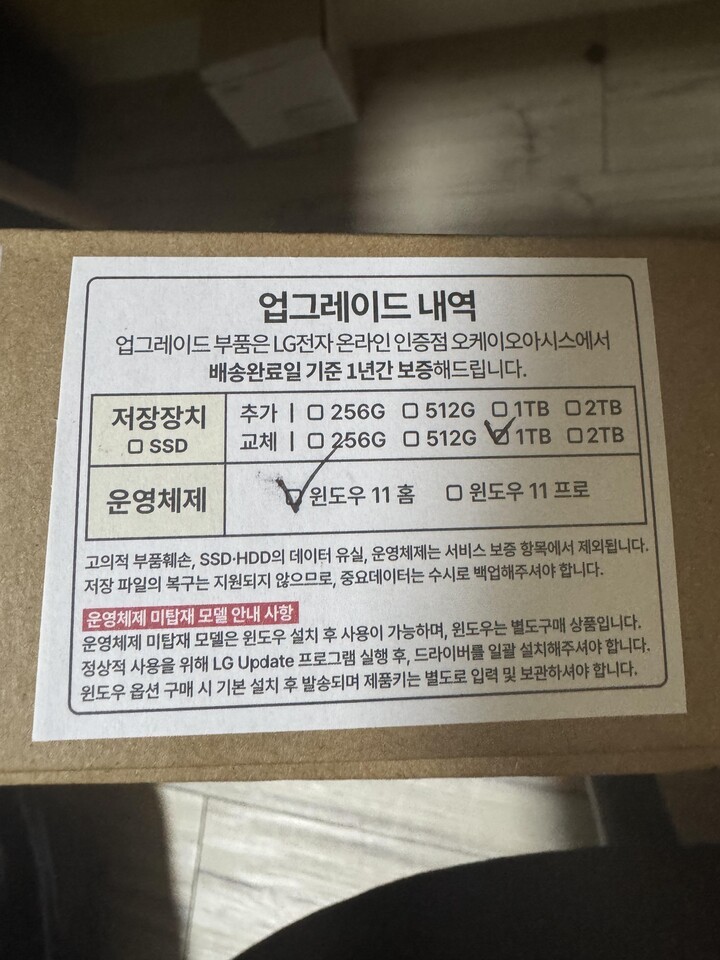 업그레이드 내역
업그레이드 부품은 LG전자 온라인 인증점 오케이오아시스에서
배송완료일 기준 1년간 보증해드립니다.
저장장치
☐ SSD
추가 | ☐ 256G ☐ 512G ☐ 1TB ☐ 2TB
교체 | ☐ 256G ☐ 512G ☑ 1TB ☐ 2TB
운영체제
☑ 윈도우 11 홈 ☐ 윈도우 11 프로
고의적 부품훼손, SSD·HDD의 데이터 유실, 운영체제는 서비스 보증 항목에서 제외됩니다.
저장 파일의 복구는 지원되지 않으므로, 중요데이터는 수시로 백업해주셔야 합니다.
운영체제 미탑재 모델 안내 사항
운영체제 미탑재 모델은 윈도우 설치 후 사용이 가능하며, 윈도우는 별도구매 상품입니다.
정상적 사용을 위해 LG Update 프로그램 실행 후, 드라이버를 일괄 설치해주셔야 합니다.
윈도우 옵션 구매 시 기본 설치 후 발송되며 제품키는 별도로 입력 및 보관하셔야 합니다.